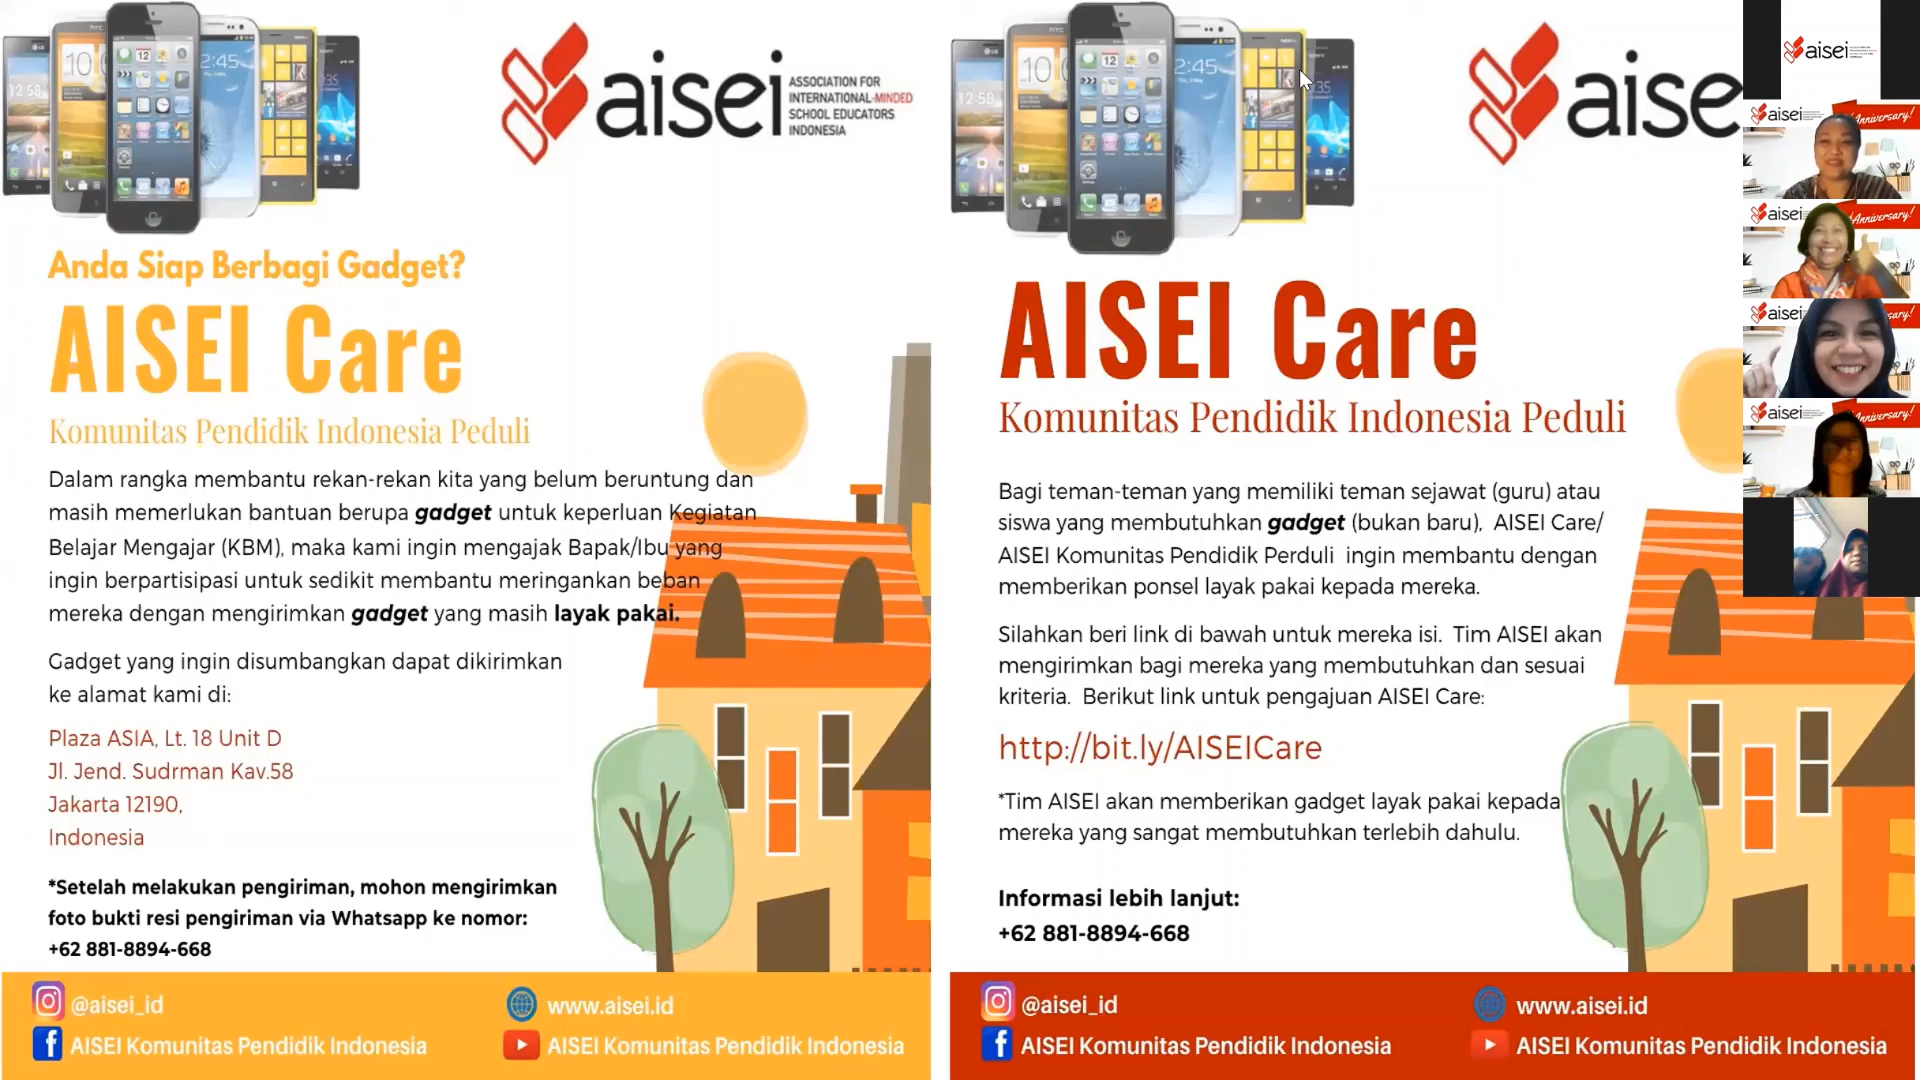 aisei
ASSOCIATION FOR
INTERNATIONAL-MINDED
SCHOOL EDUCATORS
INDONESIA
Anda Siap Berbagi Gadget?
AISEI Care
Komunitas Pendidik Indonesia Peduli
Dalam rangka membantu rekan-rekan kita yang belum beruntung dan
masih memerlukan bantuan berupa gadget untuk keperluan Kegiatan
Belajar Mengajar (KBM), maka kami ingin mengajak Bapak/Ibu yang
ingin berpartisipasi untuk sedikit membantu meringankan beban
mereka dengan mengirimkan gadget yang masih layak pakai.
Gadget yang ingin disumbangkan dapat dikirimkan
ke alamat kami di:
Plaza ASIA, Lt. 18 Unit D
Jl. Jend. Sudrman Kav.58
Jakarta 12190,
Indonesia
*Setelah melakukan pengiriman, mohon mengirimkan
foto bukti resi pengiriman via Whatsapp ke nomor:
+62 881-8894-668
@aisei_id
www.aisei.id
AISEI Komunitas Pendidik Indonesia
AISEI Komunitas Pendidik Indonesia
aise
AISEI Care
Komunitas Pendidik Indonesia Peduli
Bagi teman-teman yang memiliki teman sejawat (guru) atau
siswa yang membutuhkan gadget (bukan baru), AISEI Care/
AISEI Komunitas Pendidik Perduli ingin membantu dengan
memberikan ponsel layak pakai kepada mereka.
Silahkan beri link di bawah untuk mereka isi. Tim AISEI akan
mengirimkan bagi mereka yang membutuhkan dan sesuai
kriteria. Berikut link untuk pengajuan AISEI Care:
http://bit.ly/AISEICare
*Tim AISEI akan memberikan gadget layak pakai kepada
mereka yang sangat membutuhkan terlebih dahulu.
Informasi lebih lanjut:
+62 881-8894-668
@aisei_id
www.aisei.id
AISEI Komunitas Pendidik Indonesia
AISEI Komunitas Pendidik Indonesia
aisei
aisei
Anniversary!
aisei
Anniversary!
aisei
sary!
aisei
Anniversary!